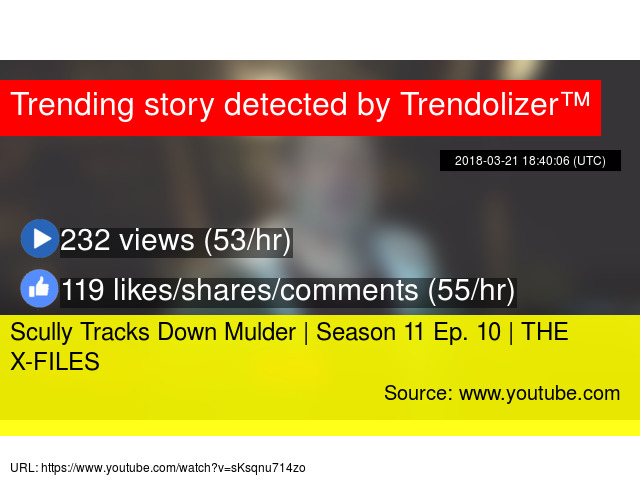 Trending story detected by Trendolizer™
2018-03-21 18:40:06 (UTC)
232 views (53/hr)
119 likes/shares/comments (55/hr)
Scully Tracks Down Mulder | Season 11 Ep. 10 | THE
X-FILES
Source: www.youtube.com
URL: https://www.youtube.com/watch?v=sKsqnu714zo